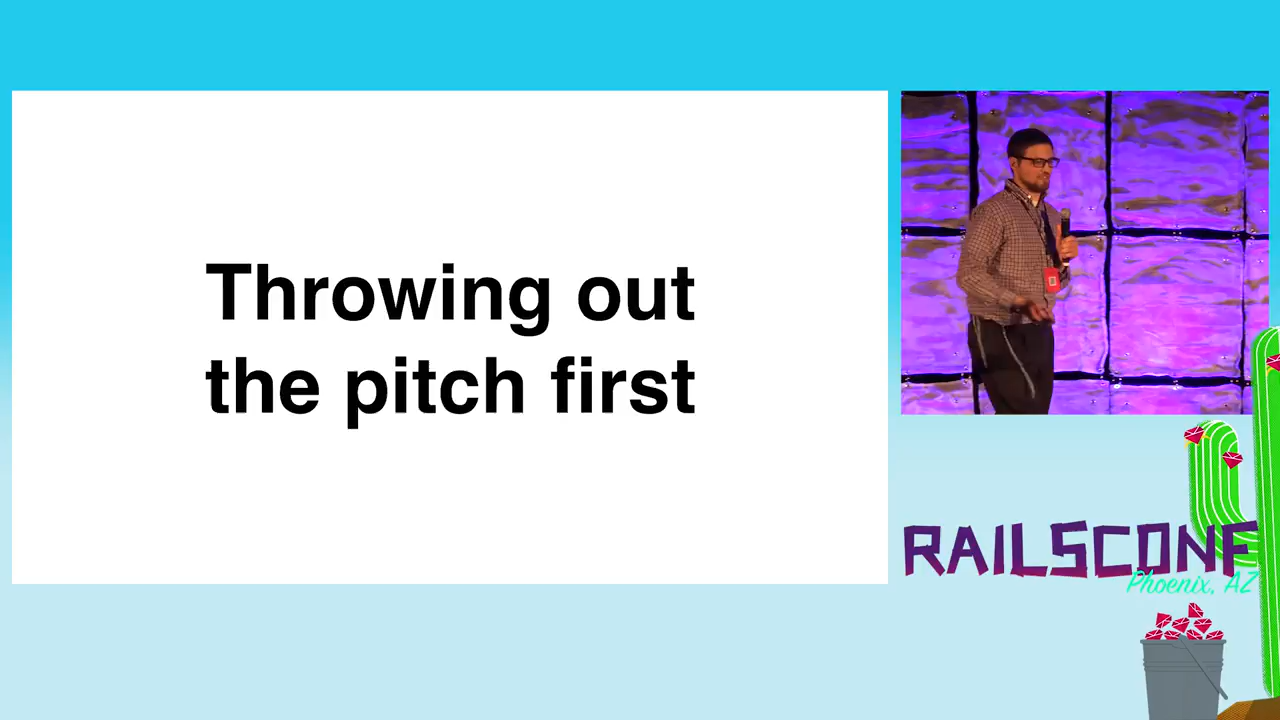 Throwing out
the pitch first
RAILSCONF
Phoenix, AZ